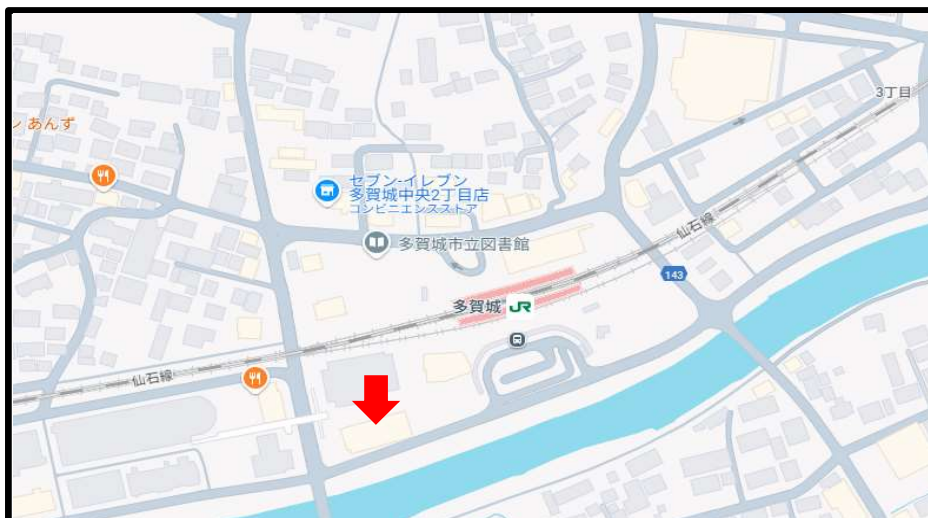 3丁目
ン あんず
セブン-イレブン
多賀城中央2丁目店
コンビニエンスストア
多賀城市立図書館
仙石線
143
多賀城 JR
仙石線